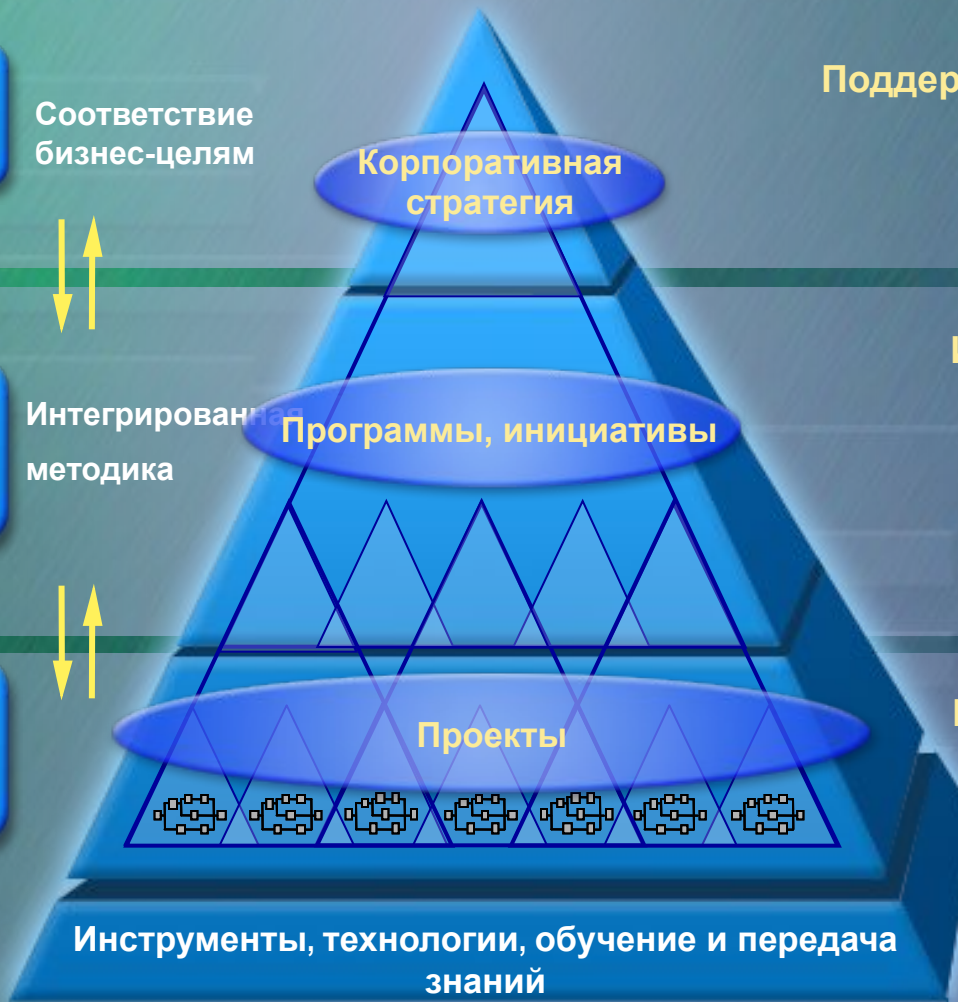 Поддер
Соответствие
бизнес-целям
Корпоративная
стратегия
Интегрированная
методика
Программы, инициативы
Проекты
Инструменты, технологии, обучение и передача
знаний